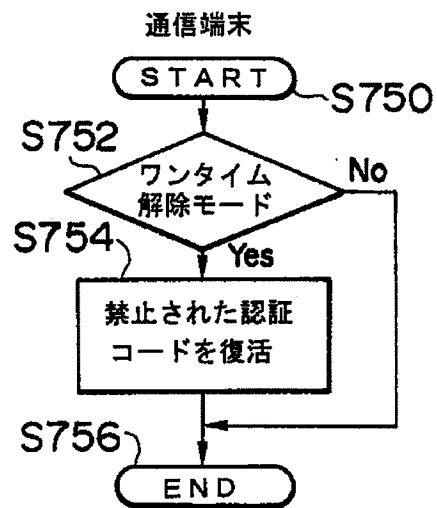 通信端末
START
S750
S752
ワンタイム
解除モード
No
S754
Yes
禁止された認証
コードを復活
S756
END